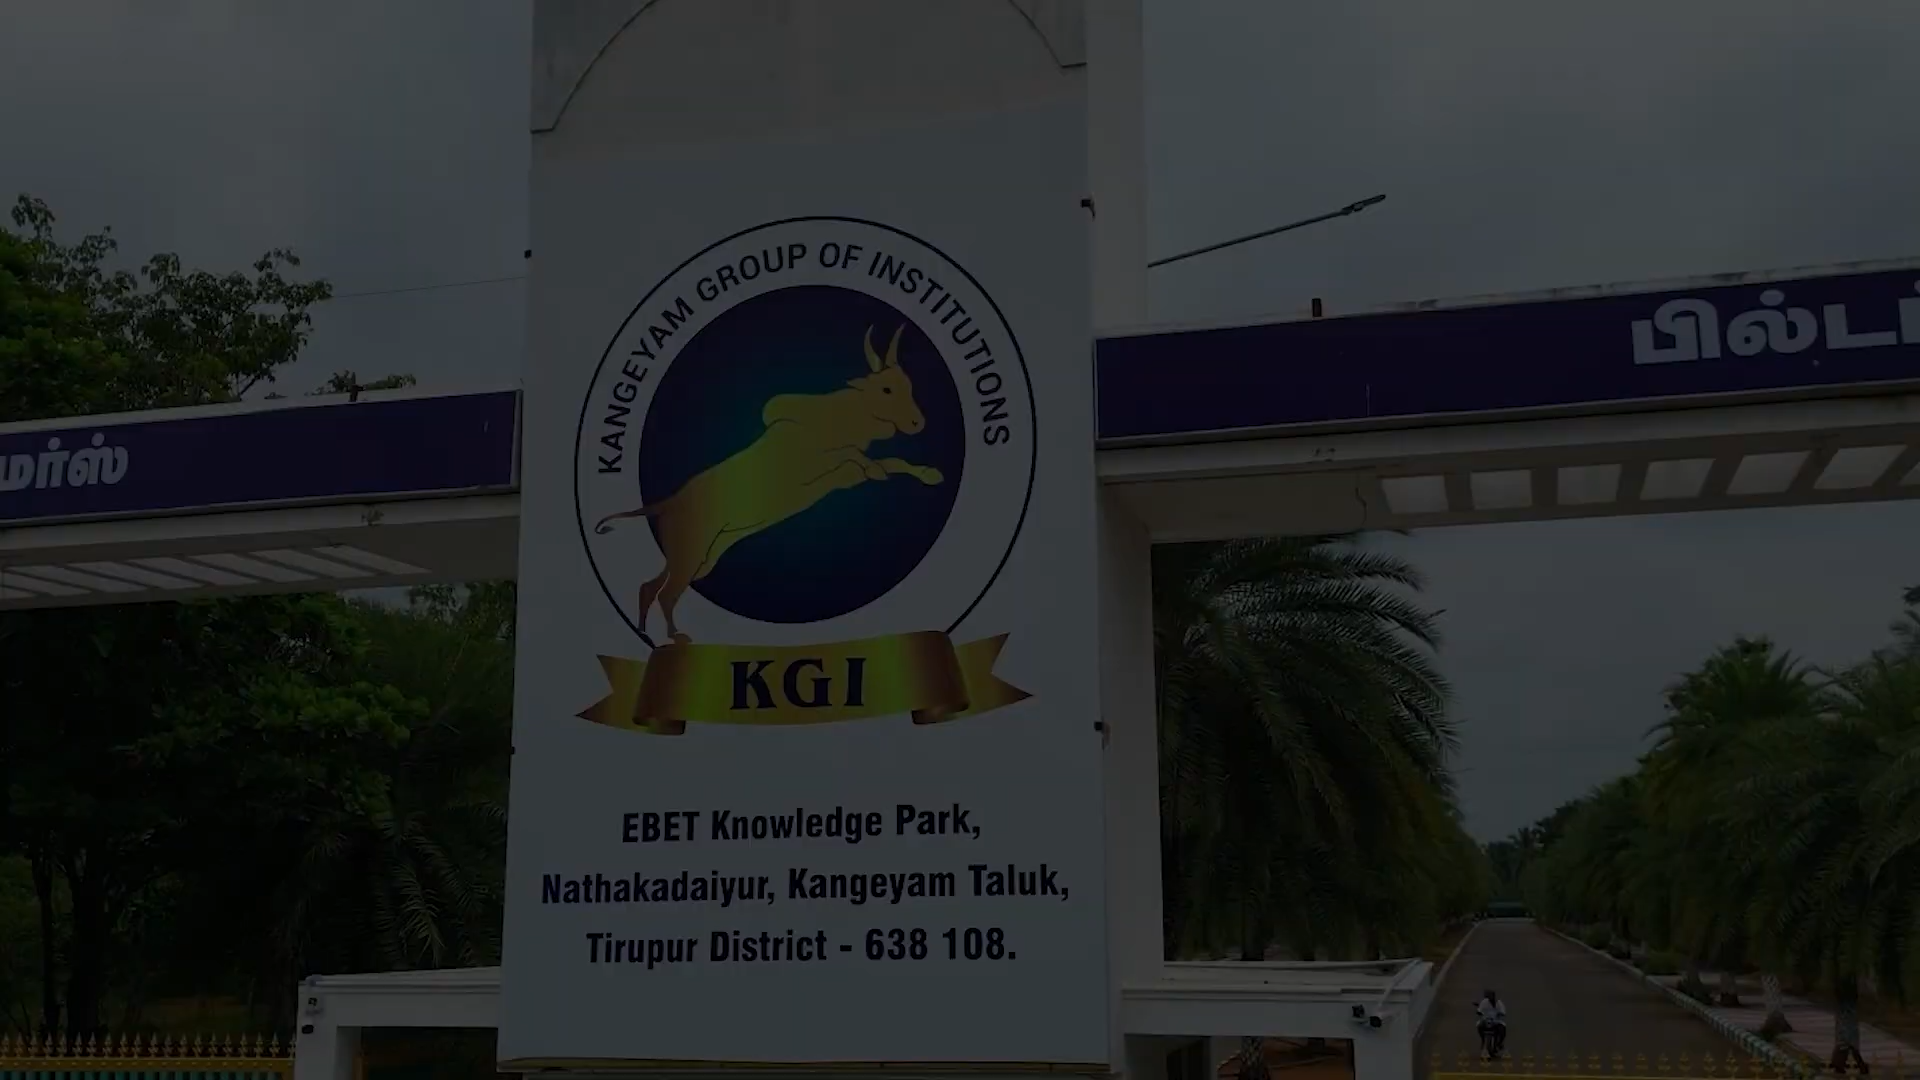 KANGEYAM GROUP OF INSTITUTIONS
KGI
EBET Knowledge Park,
Nathakadaiyur, Kangeyam Taluk,
Tirupur District - 638 108.